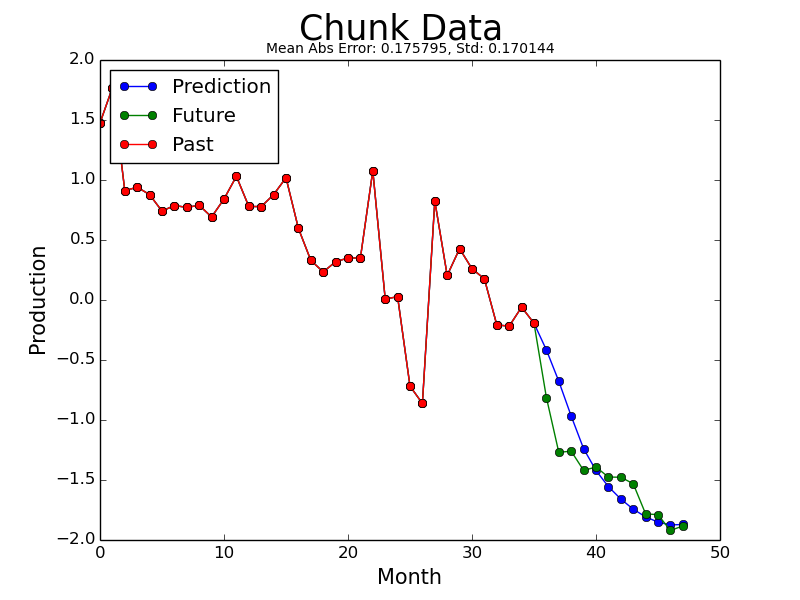 Chunk Data
Mean Abs Error: 0.175795, Std: 0.170144
Prediction
Future
Past
2.0
1.5
1.0
0.5
0.0
−0.5
−1.0
−1.5
−2.0
Production
0 10 20 30 40 50
Month